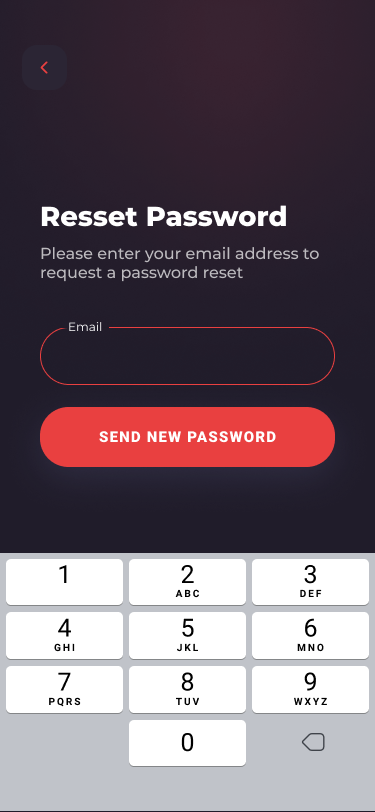 Resset Password
Please enter your email address to
request a password reset
Email
SEND NEW PASSWORD
1 2 3
ABC DEF
4 5 6
GHI JKL MNO
7 8 9
PQRS TUV WXYZ
0